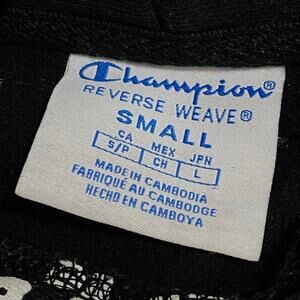 Champion
REVERSE WEAVE®
SMALL
CA MEX JPN
S/P CH L
MADE IN CAMBODIA
FABRIQUÉ AU CAMBODGE
HECHO EN CAMBOYA